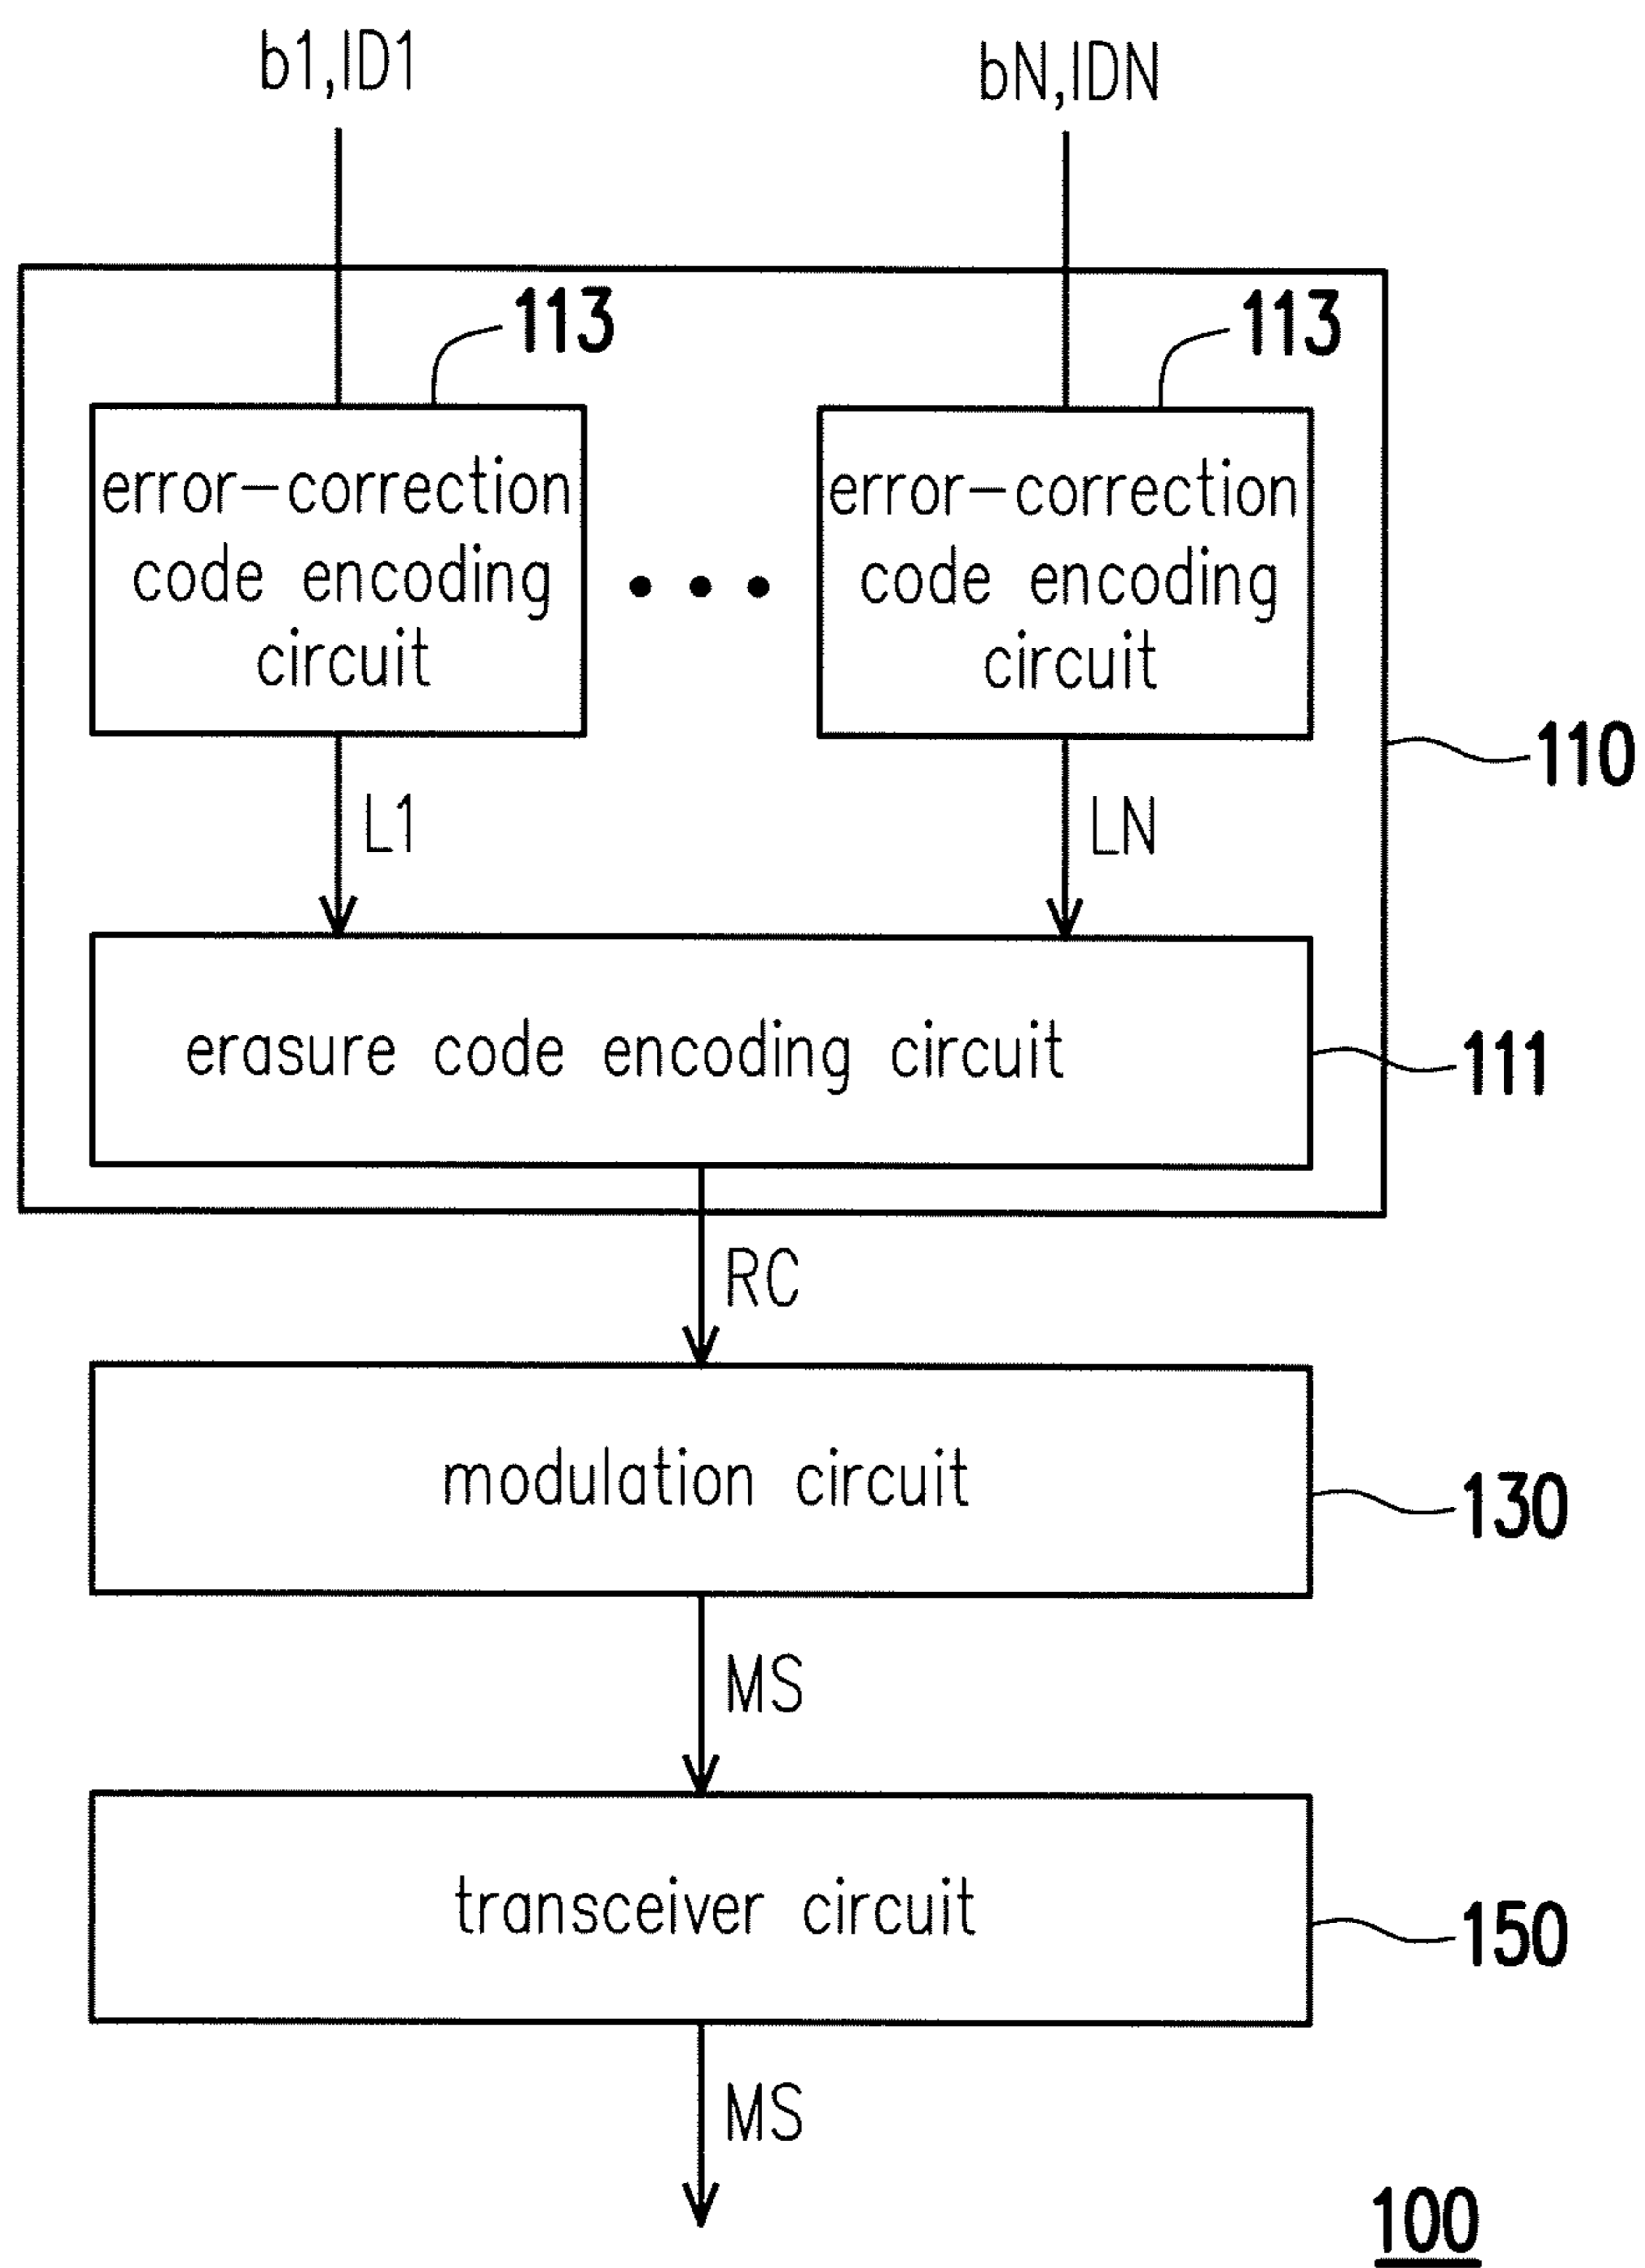 b1,ID1
bN,IDN
113
113
error-correction
code encoding
circuit
error-correction
code encoding
circuit
110
L1
LN
erasure code encoding circuit
111
RC
modulation circuit
130
MS
transceiver circuit
150
MS
100